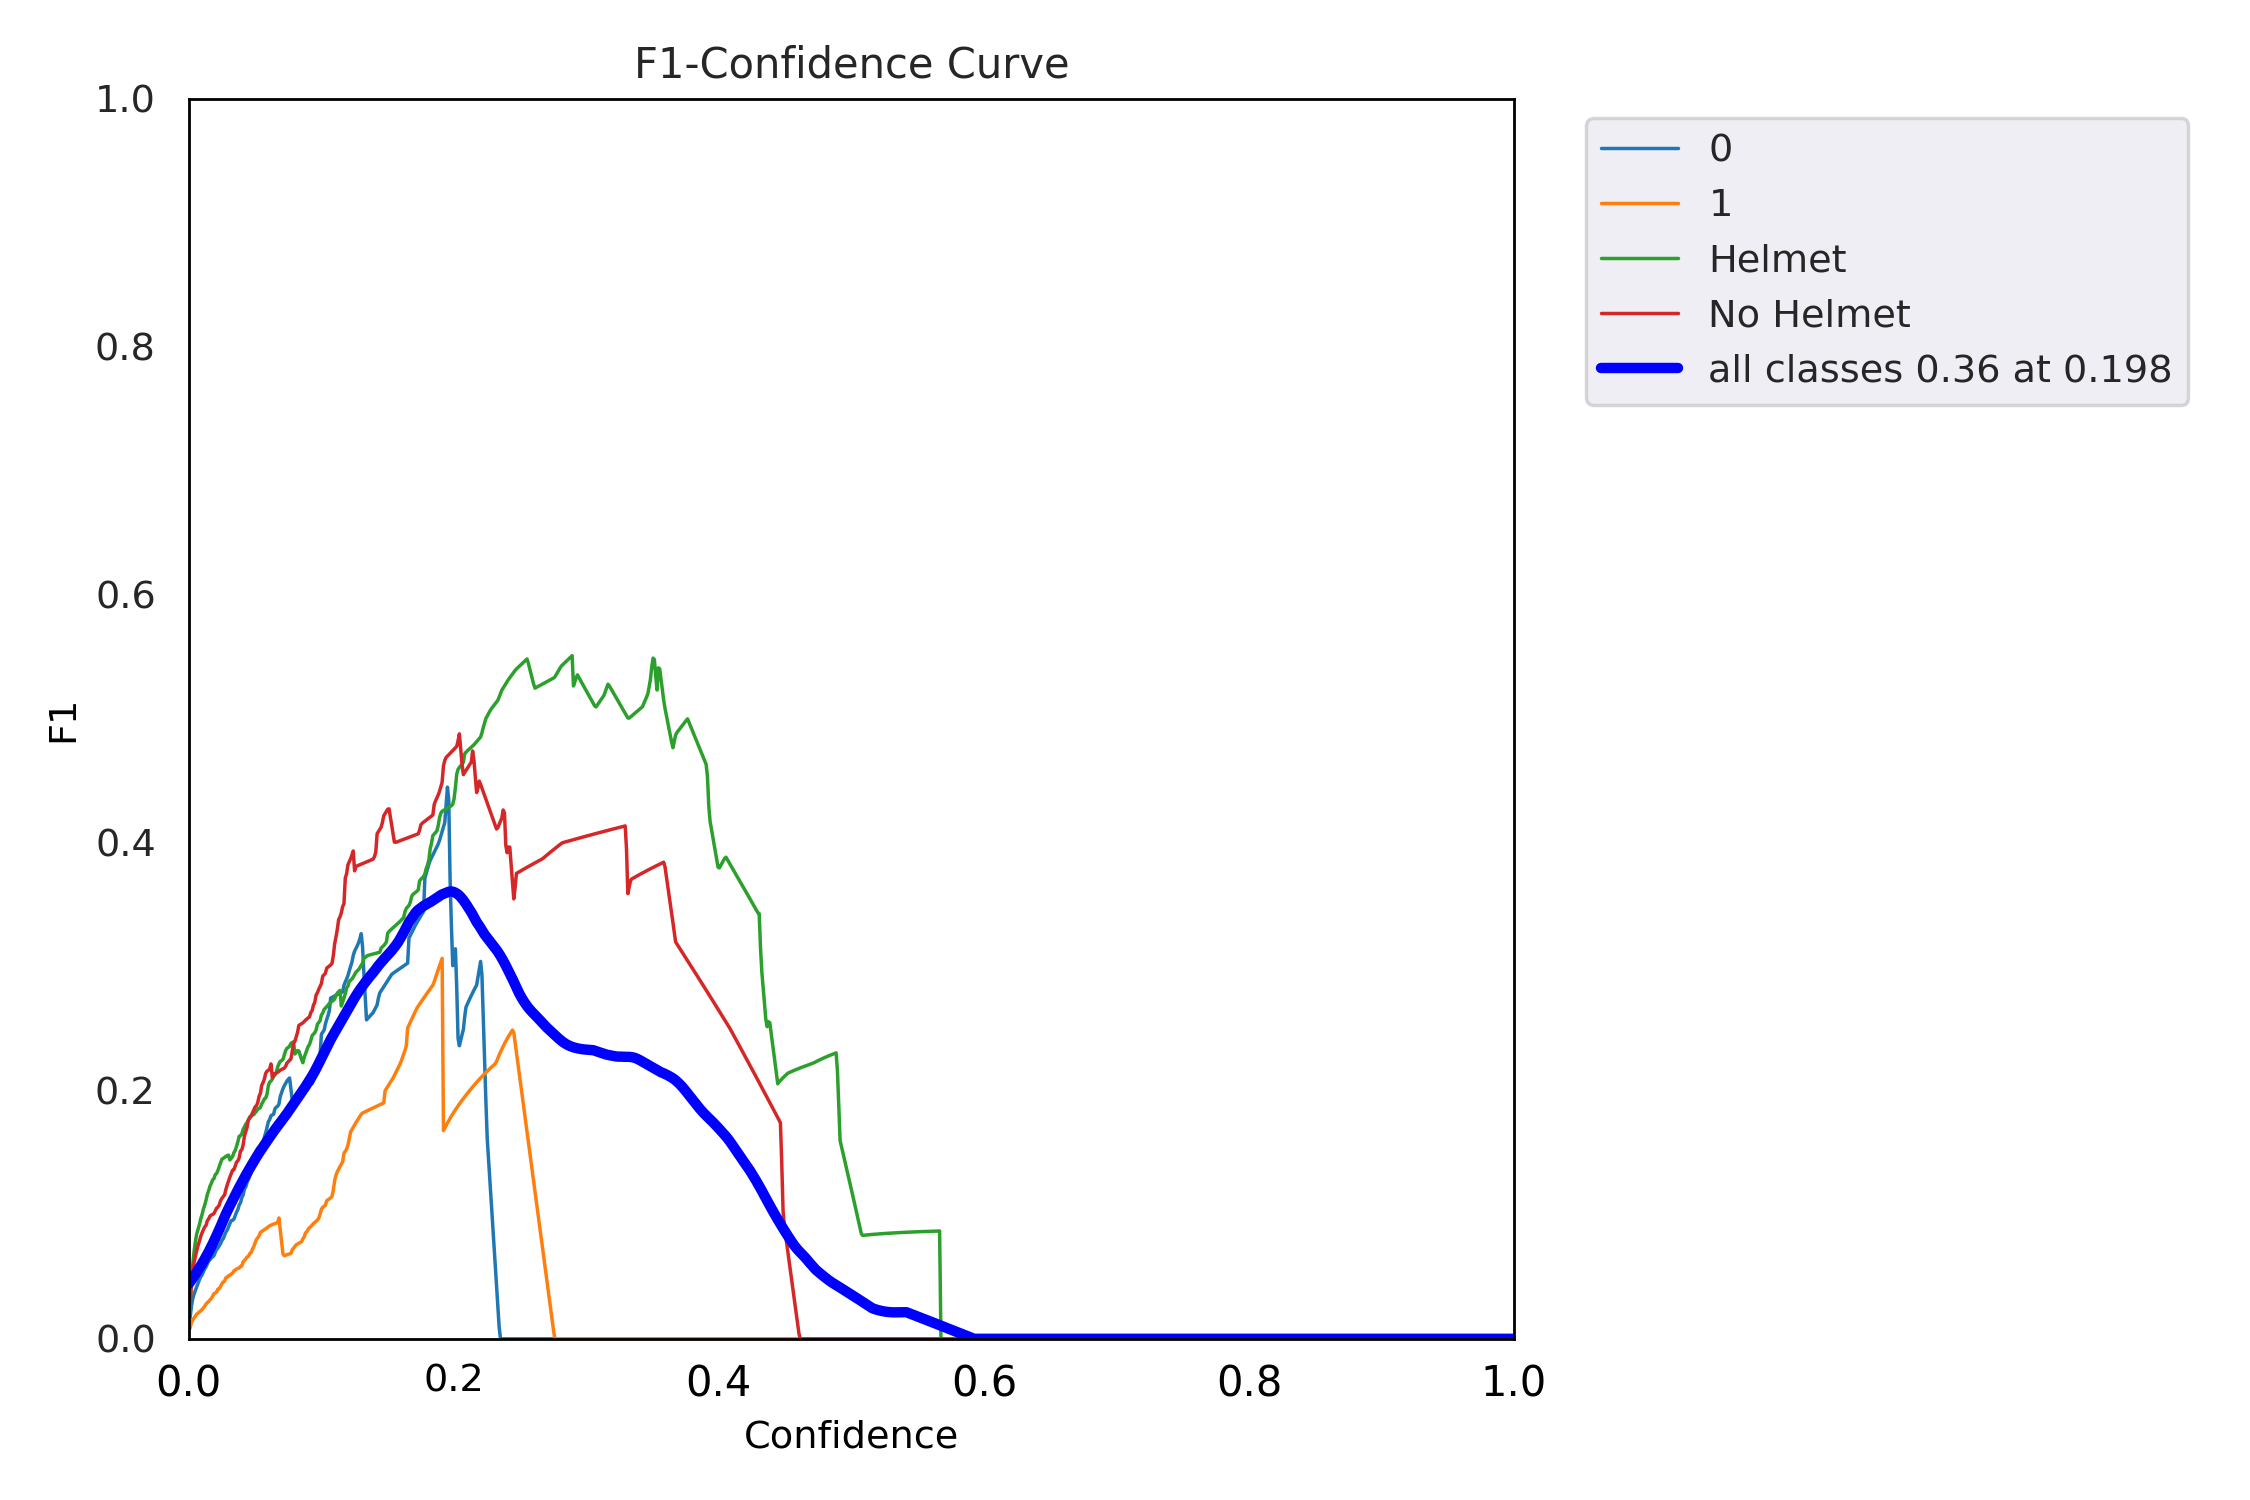 F1-Confidence Curve
1.0
0.8
0.6
0.4
0.2
0.0
F1
0.0 0.2 0.4 0.6 0.8 1.0
Confidence
0
1
Helmet
No Helmet
all classes 0.36 at 0.198